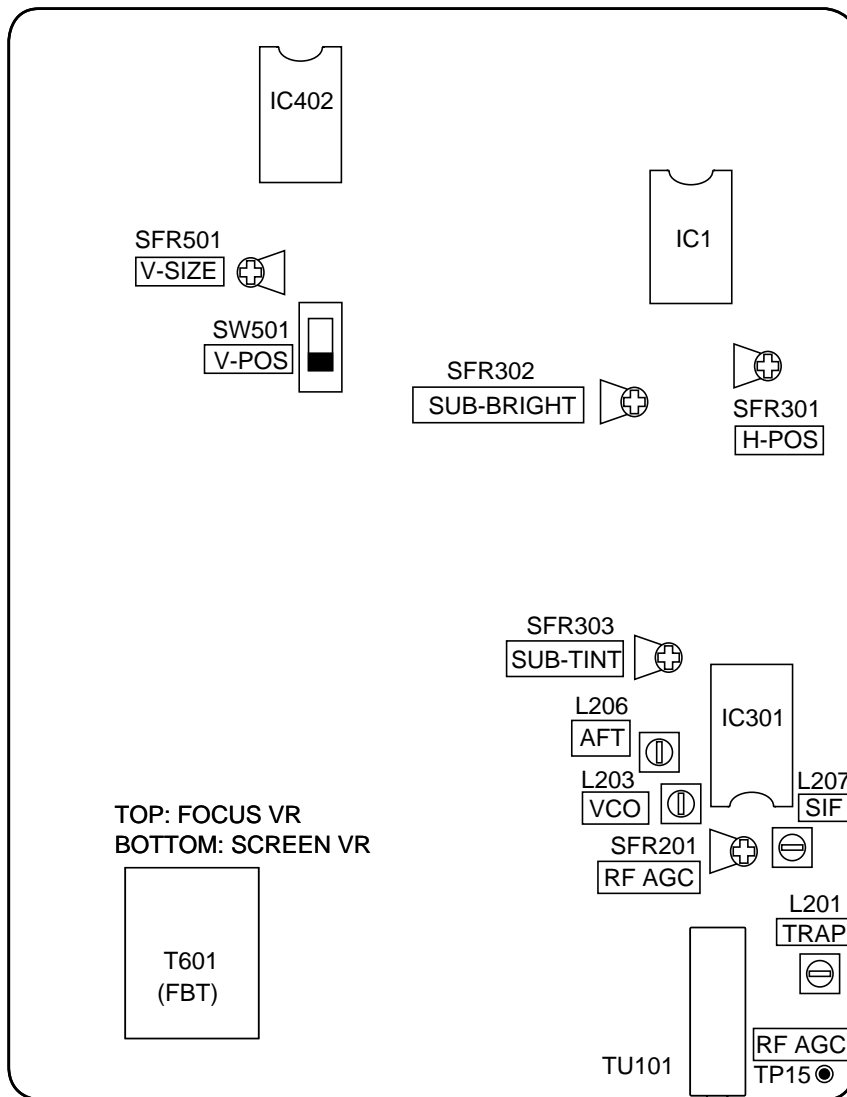 IC402
IC1
SFR501
V-SIZE
SW501
V-POS
SFR302
SUB-BRIGHT
SFR301
H-POS
SFR303
SUB-TINT
L206
AFT
IC301
L203
VCO
L207
SIF
TOP: FOCUS VR
BOTTOM: SCREEN VR
SFR201
RF AGC
L201
TRAP
T601
(FBT)
TU101
RF AGC
TP15